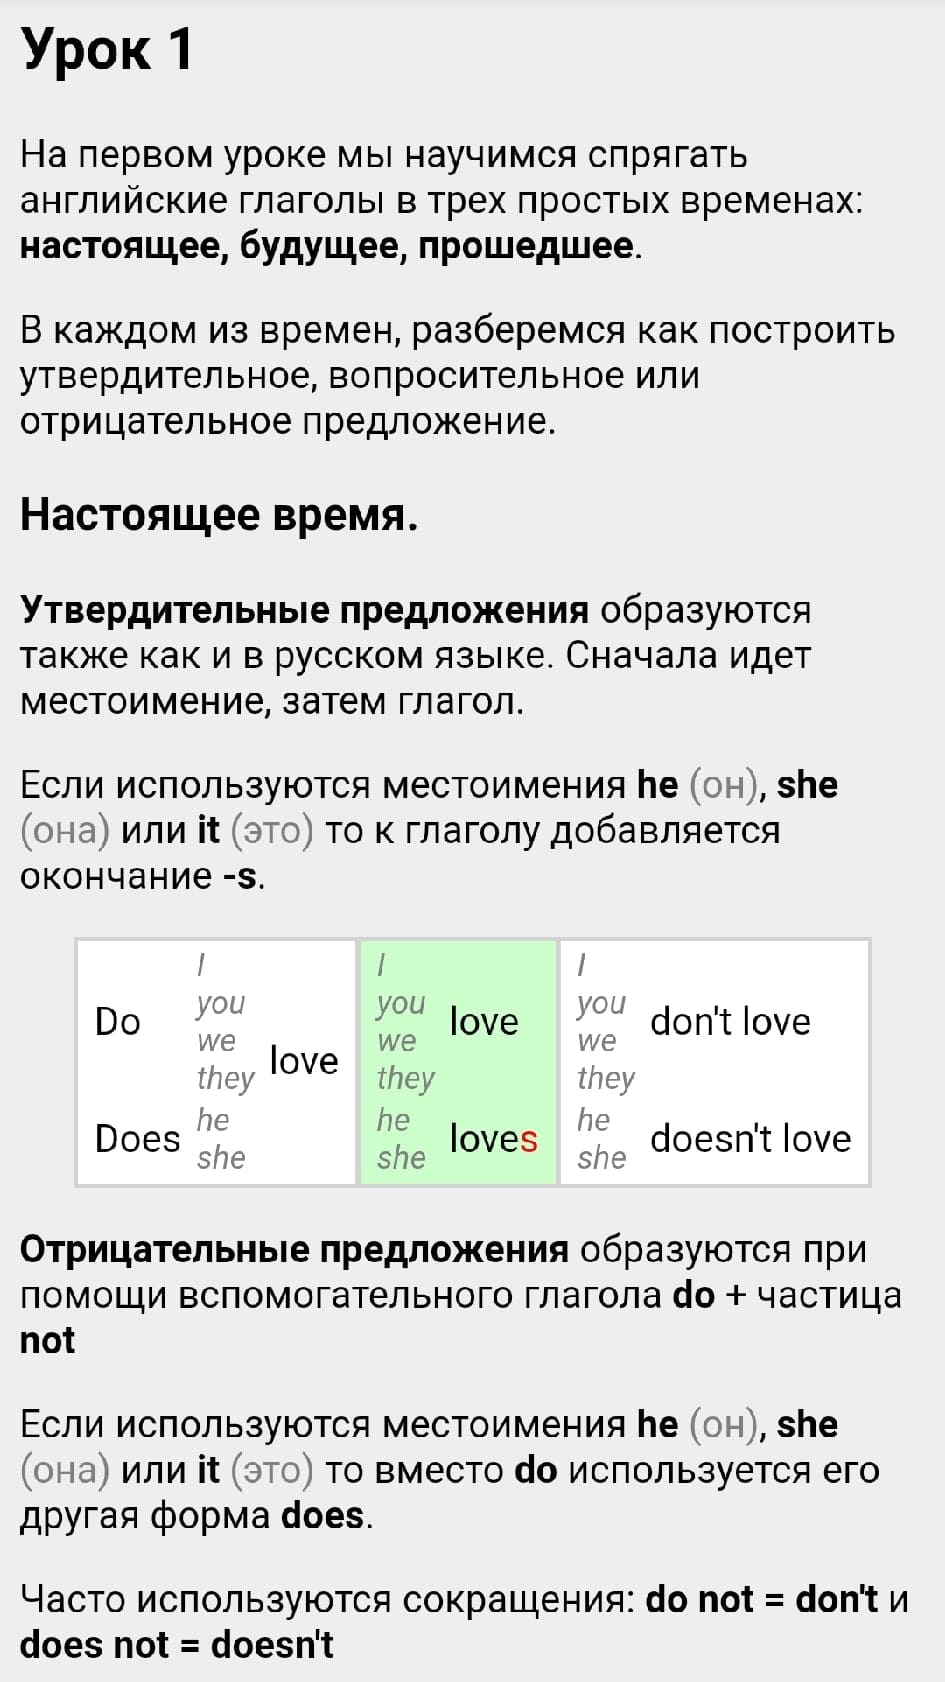 Урок 1
На первом уроке мы научимся спрягать
английские глаголы в трех простых временах:
настоящее, будущее, прошедшее.
В каждом из времен, разберемся как построить
утвердительное, вопросительное или
отрицательное предложение.
Настоящее время.
Утвердительные предложения образуются
также как и в русском языке. Сначала идет
местоимение, затем глагол.
Если используются местоимения he (он), she
(она) или it (это) то к глаголу добавляется
окончание -s.
Do
I
you
we
they
love
Does
he
she
I
you
we
they
love
he
she
loves
I
you
we
they
don't love
he
she
doesn't love
Отрицательные предложения образуются при
помощи вспомогательного глагола do + частица
not
Если используются местоимения he (он), she
(она) или it (это) то вместо do используется его
другая форма does.
Часто используются сокращения: do not = don't и
does not = doesn't